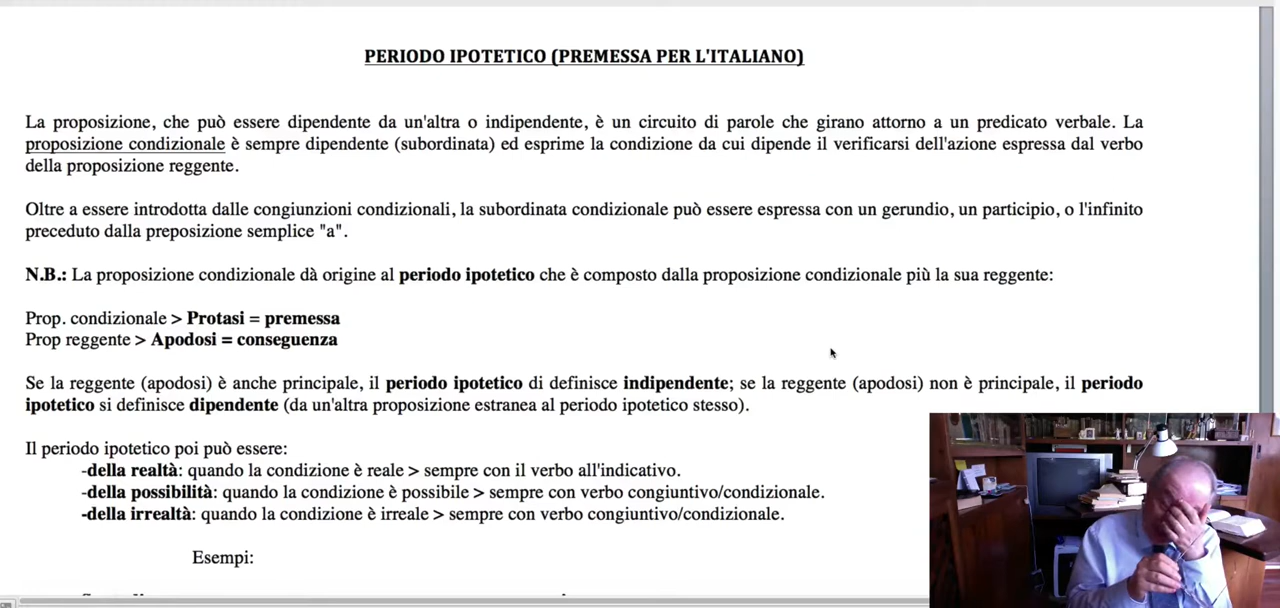 PERIODO IPOTETICO (PREMESSA PER L'ITALIANO)
La proposizione, che può essere dipendente da un'altra o indipendente, è un circuito di parole che girano attorno a un predicato verbale. La
proposizione condizionale è sempre dipendente (subordinata) ed esprime la condizione da cui dipende il verificarsi dell'azione espressa dal verbo
della proposizione reggente.
Oltre a essere introdotta dalle congiunzioni condizionali, la subordinata condizionale può essere espressa con un gerundio, un participio, o l'infinito
preceduto dalla preposizione semplice "a".
N.B.: La proposizione condizionale dà origine al periodo ipotetico che è composto dalla proposizione condizionale più la sua reggente:
Prop. condizionale > Protasi = premessa
Prop reggente > Apodosi = conseguenza
Se la reggente (apodosi) è anche principale, il periodo ipotetico di definisce indipendente; se la reggente (apodosi) non è principale, il periodo
ipotetico si definisce dipendente (da un'altra proposizione estranea al periodo ipotetico stesso).
Il periodo ipotetico poi può essere:
-della realtà: quando la condizione è reale > sempre con il verbo all'indicativo.
-della possibilità: quando la condizione è possibile > sempre con verbo congiuntivo/condizionale.
-della irrealtà: quando la condizione è irreale > sempre con verbo congiuntivo/condizionale.
Esempi: